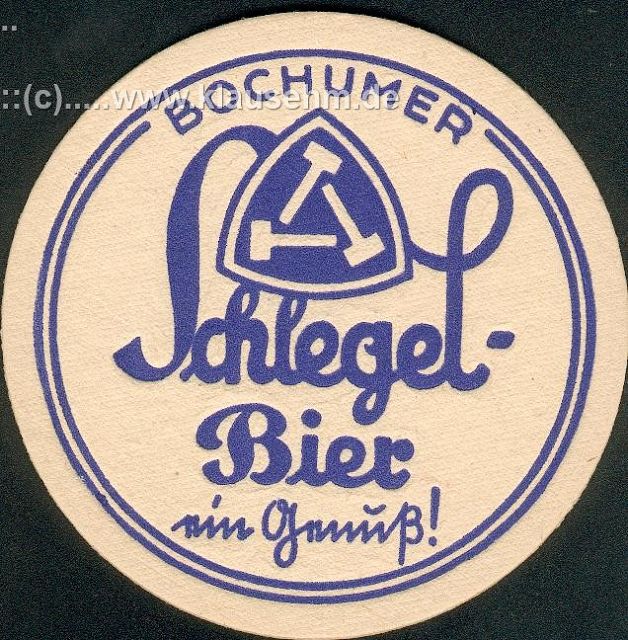 ::(c).....www.klausehm.de
BOCHUMER
Schlegel-
Bier
ein Genuß!